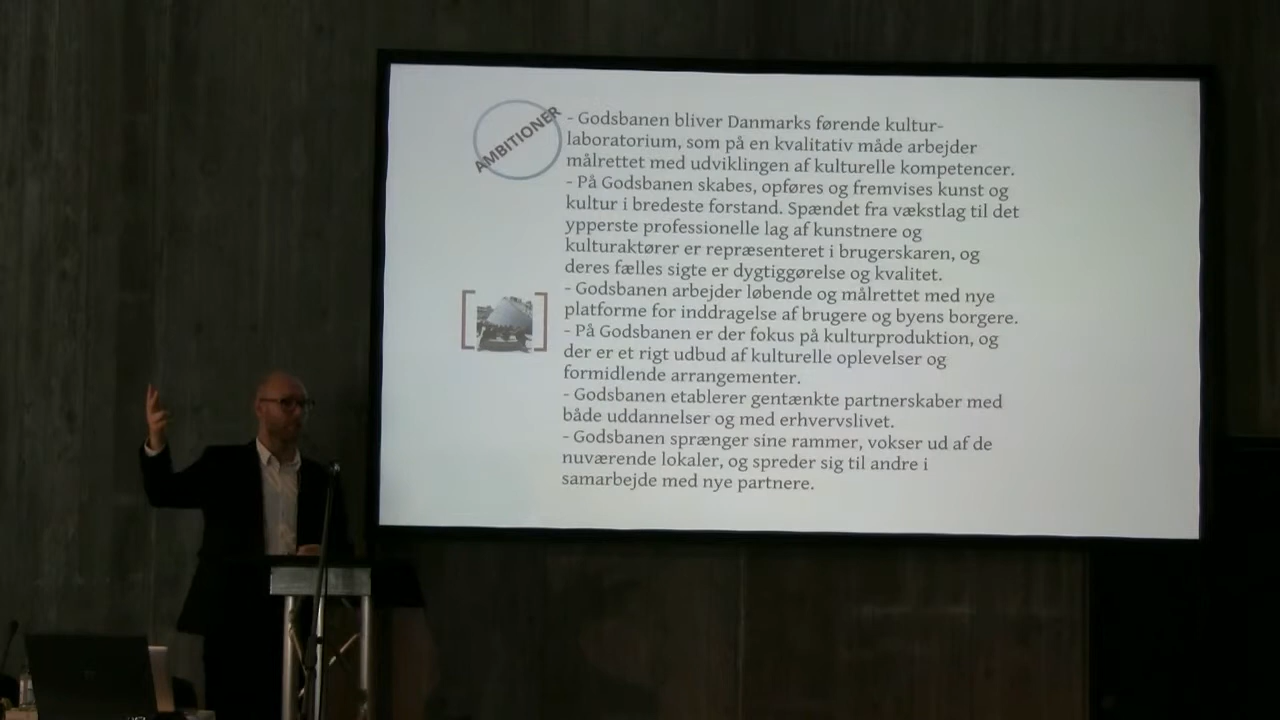 AMBITIONER
- Godsbanen bliver Danmarks førende kultur-
laboratorium, som på en kvalitativ måde arbejder
målrettet med udviklingen af kulturelle kompetencer.
- På Godsbanen skabes, opføres og fremvises kunst og
kultur i bredeste forstand. Spændet fra vækstlag til det
ypperste professionelle lag af kunstnere og
kulturaktører er repræsenteret i brugerskaren, og
deres fælles sigte er dygtiggørelse og kvalitet.
- Godsbanen arbejder løbende og målrettet med nye
platforme for inddragelse af brugere og byens borgere.
- På Godsbanen er der fokus på kulturproduktion, og
der er et rigt udbud af kulturelle oplevelser og
formidlende arrangementer.
- Godsbanen etablerer gentænkte partnerskaber med
både uddannelser og med erhvervslivet.
- Godsbanen sprænger sine rammer, vokser ud af de
nuværende lokaler, og spreder sig til andre i
samarbejde med nye partnere.